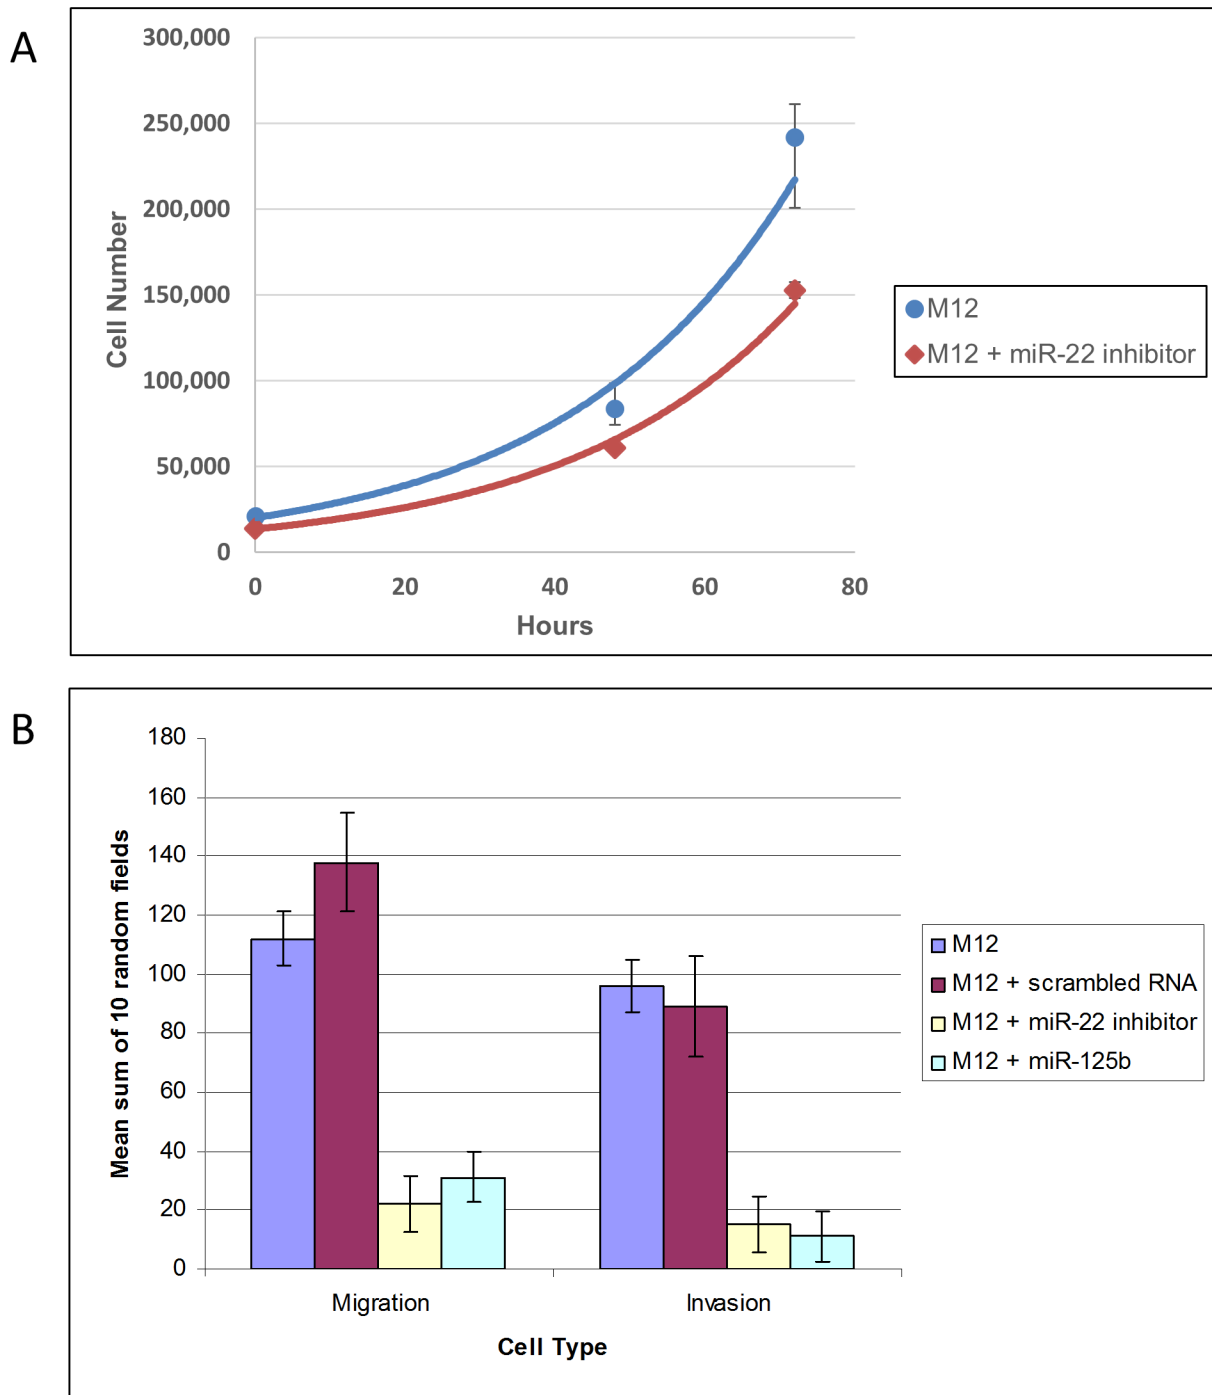 A
300,000
250,000
200,000
150,000
100,000
50,000
0
Cell Number
0 20 40 60 80
Hours
M12
M12 + miR-22 inhibitor
B
180
160
140
120
100
80
60
40
20
0
Mean sum of 10 random fields
Migration Invasion
Cell Type
M12
M12 + scrambled RNA
M12 + miR-22 inhibitor
M12 + miR-125b